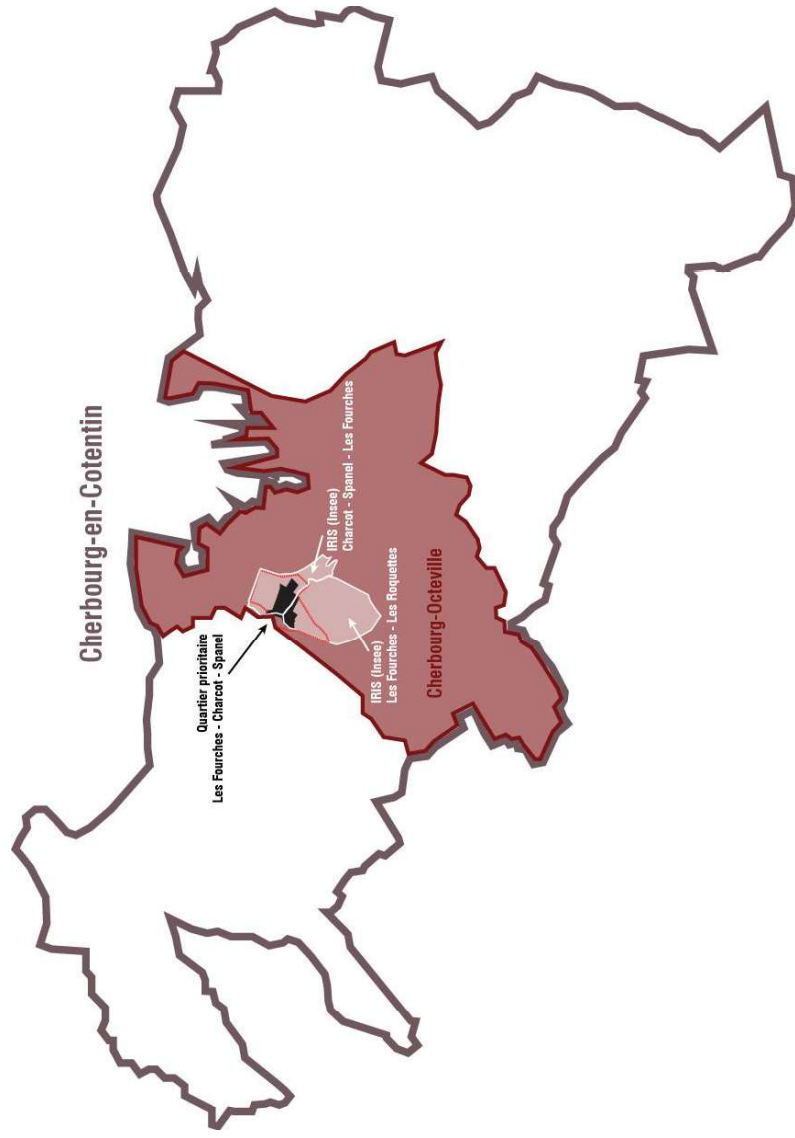 Cherbourg-en-Cotentin
Quartier prioritaire
Les Fourches - Charcot - Spanel
IRIS (Insee)
Charcot - Spanel - Les Fourches
IRIS (Insee)
Les Fourches - Les Roquettes
Cherbourg-Octeville